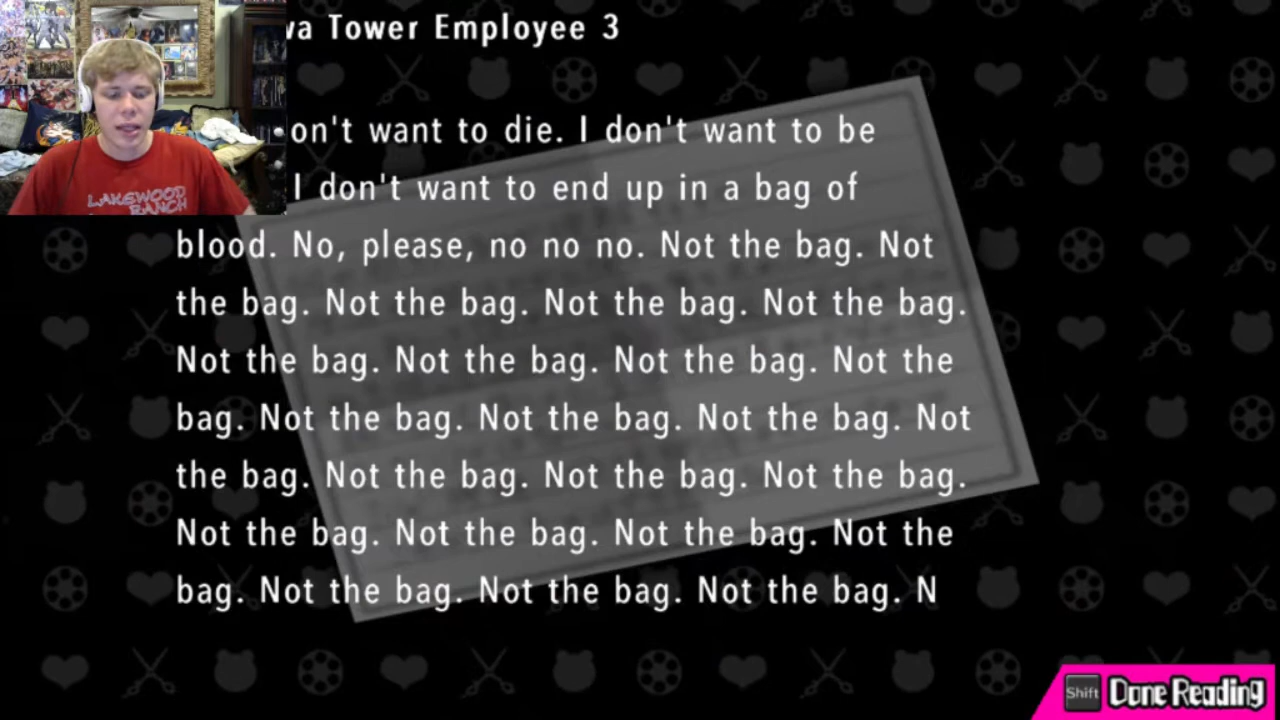 va Tower Employee 3
on't want to die. I don't want to be
I don't want to end up in a bag of
blood. No, please, no no no. Not the bag. Not
the bag. Not the bag. Not the bag. Not the bag.
Not the bag. Not the bag. Not the bag. Not the
bag. Not the bag. Not the bag. Not the bag. Not
the bag. Not the bag. Not the bag. Not the bag.
Not the bag. Not the bag. Not the bag. Not the
bag. Not the bag. Not the bag. Not the bag. N
LAKEWOOD
RANCH
Shift Done Reading